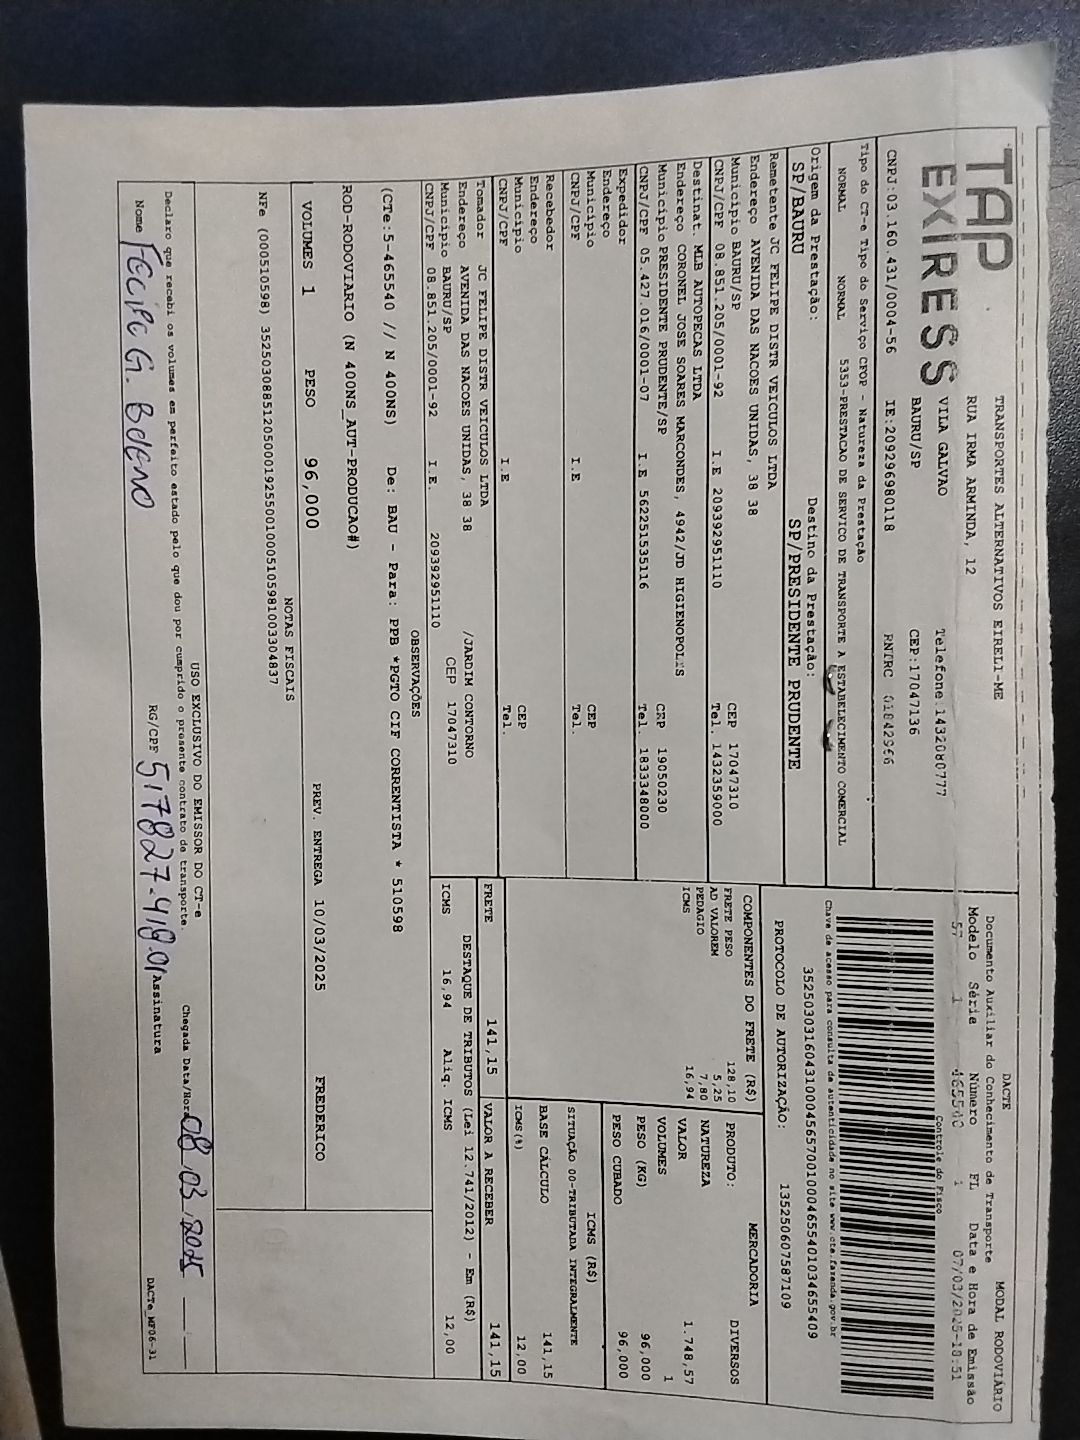 TAP
EXPRESS
TRANSPORTES ALTERNATIVOS EIRELI-ME
RUA IRMA ARMINDA, 12
VILA GALVAO Telefone:1432080777
BAURU/SP CEP:17047136
CNPJ:03.160.431/0004-56 IE:209296980118 RNTRC 01842966
DACTE MODAL RODOVIÁRIO
Documento Auxiliar do Conhecimento de Transporte
Modelo Série Número FL Data e Hora de Emissão
57 1 465540 1 07/03/2025-18:51
Controle do Fisco
Chave de acesso para consulta de autenticidade no site www.cte.fazenda.gov.br
35250303160431000456570010004655401034655409
PROTOCOLO DE AUTORIZAÇÃO: 135250607587109
Tipo do CT-e Tipo do Serviço CFOP - Natureza da Prestação
NORMAL NORMAL 5353-PRESTACAO DE SERVICO DE TRANSPORTE A ESTABELECIMENTO COMERCIAL
Origem da Prestação: Destino da Prestação:
SP/BAURU SP/PRESIDENTE PRUDENTE
Remetente JC FELIPE DISTR VEICULOS LTDA
Endereço AVENIDA DAS NACOES UNIDAS, 38 38
Município BAURU/SP CEP 17047310
CNPJ/CPF 08.851.205/0001-92 I.E 209392951110 Tel. 1432359000
Destinat. MLB AUTOPECAS LTDA
Endereço CORONEL JOSE SOARES MARCONDES, 4942/JD HIGIENOPOLIS
Município PRESIDENTE PRUDENTE/SP CEP 19050230
CNPJ/CPF 05.427.016/0001-07 I.E 562251535116 Tel. 1833348000
Expedidor
Endereço
Município CEP
CNPJ/CPF I.E Tel.
Recebedor
Endereço
Município CEP
CNPJ/CPF I.E Tel.
Tomador JC FELIPE DISTR VEICULOS LTDA
Endereço AVENIDA DAS NACOES UNIDAS, 38 38 /JARDIM CONTORNO
Município BAURU/SP CEP 17047310
CNPJ/CPF 08.851.205/0001-92 I.E. 209392951110
COMPONENTES DO FRETE (R$)
FRETE PESO 128,10
AD VALOREM 5,25
PEDAGIO 7,80
ICMS 16,94
MERCADORIA
PRODUTO: DIVERSOS
NATUREZA
VALOR 1.748,57
VOLUMES 1
PESO (KG) 96,000
PESO CUBADO 96,000
ICMS (R$)
SITUAÇÃO 00-TRIBUTADA INTEGRALMENTE
BASE CÁLCULO 141,15
ICMS(%) 12,00
FRETE 141,15 VALOR A RECEBER 141,15
DESTAQUE DE TRIBUTOS (Lei 12.741/2012) - Em (R$)
ICMS 16,94 Aliq. ICMS 12,00
OBSERVAÇÕES
(CTe:5-465540 // N 400NS) De: BAU - Para: PPB *PGTO CIF CORRENTISTA * 510598
ROD-RODOVIARIO (N 400NS_AUT-PRODUCAO#)
VOLUMES 1 PESO 96,000 PREV. ENTREGA 10/03/2025 FREDERICO
NOTAS FISCAIS
NFe (000510598) 35250308851205000192550010005105981003304837
USO EXCLUSIVO DO EMISSOR DO CT-e
Declaro que recebi os volumes em perfeito estado pelo que dou por cumprido o presente contrato de transporte. Chegada Data/Hora 08.03.2025
Nome Felipe G. Bueno RG/CPF 517827.418.01 Assinatura
DACTe_MF06-31